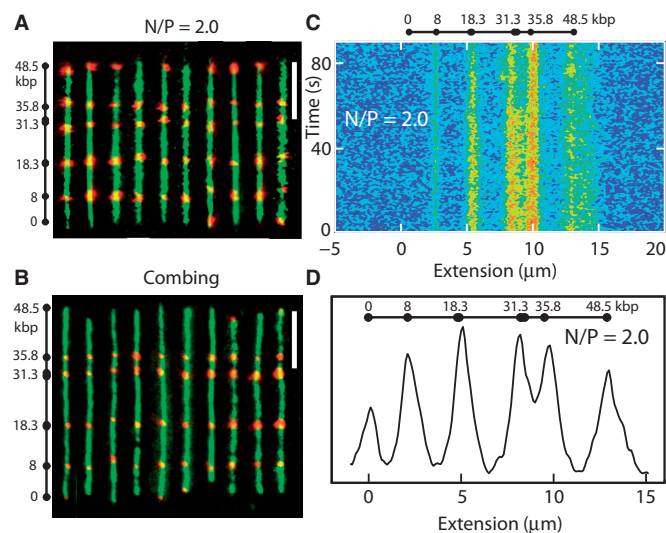 A
N/P = 2.0
48.5
kbp
35.8
31.3
18.3
8
0
B
Combing
48.5
kbp
35.8
31.3
18.3
8
0
C
0 8 18.3 31.3 35.8 48.5 kbp
Time (s)
80
40
0
N/P = 2.0
−5 0 5 10 15 20
Extension (μm)
D
0 8 18.3 31.3 35.8 48.5 kbp
N/P = 2.0
0 5 10 15
Extension (μm)